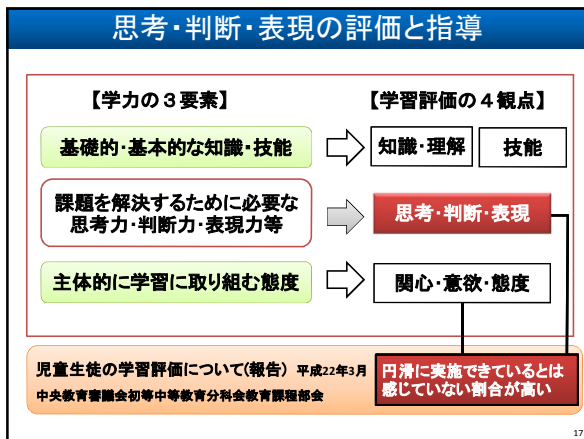 思考・判断・表現の評価と指導
【学力の3要素】
【学習評価の4観点】
基礎的・基本的な知識・技能
知識・理解
技能
課題を解決するために必要な
思考力・判断力・表現力等
思考・判断・表現
主体的に学習に取り組む態度
関心・意欲・態度
児童生徒の学習評価について(報告) 平成22年3月
中央教育審議会初等中等教育分科会教育課程部会
円滑に実施できているとは
感じていない割合が高い
17